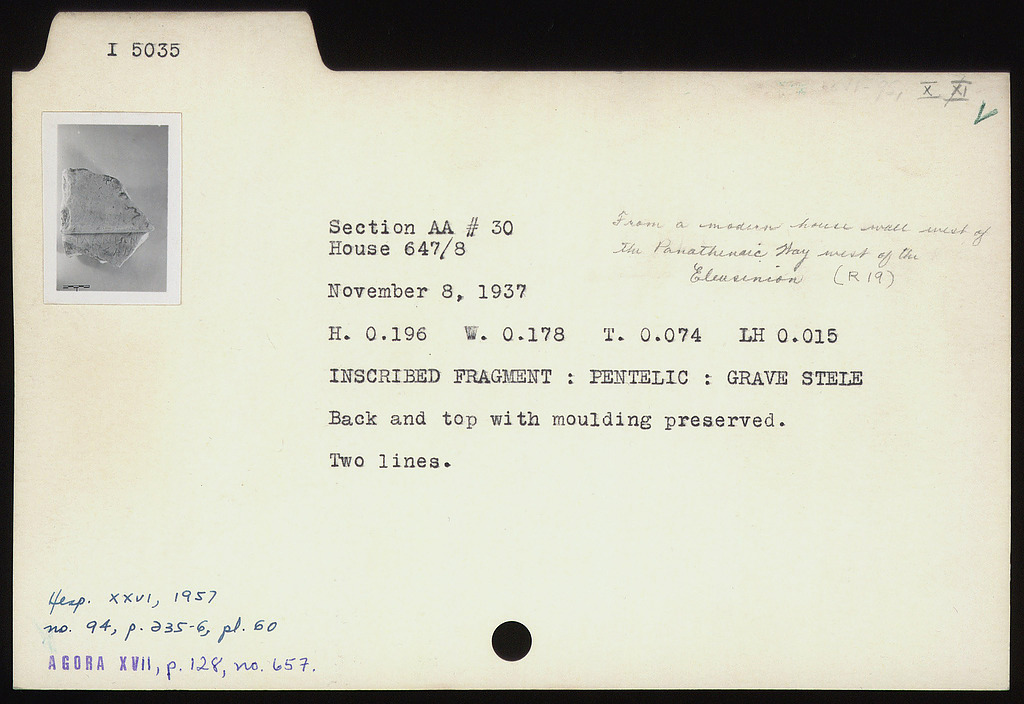 I 5035
X XI
Section AA # 30
House 647/8
From a modern house wall west of
the Panathenaic Way west of the
Eleusinion (R 19)
November 8, 1937
H. 0.196 W. 0.178 T. 0.074 LH 0.015
INSCRIBED FRAGMENT : PENTELIC : GRAVE STELE
Back and top with moulding preserved.
Two lines.
Hesp. XXVI, 1957
no. 94, p. 235-6, pl. 60
AGORA XVII, p. 128, no. 657.